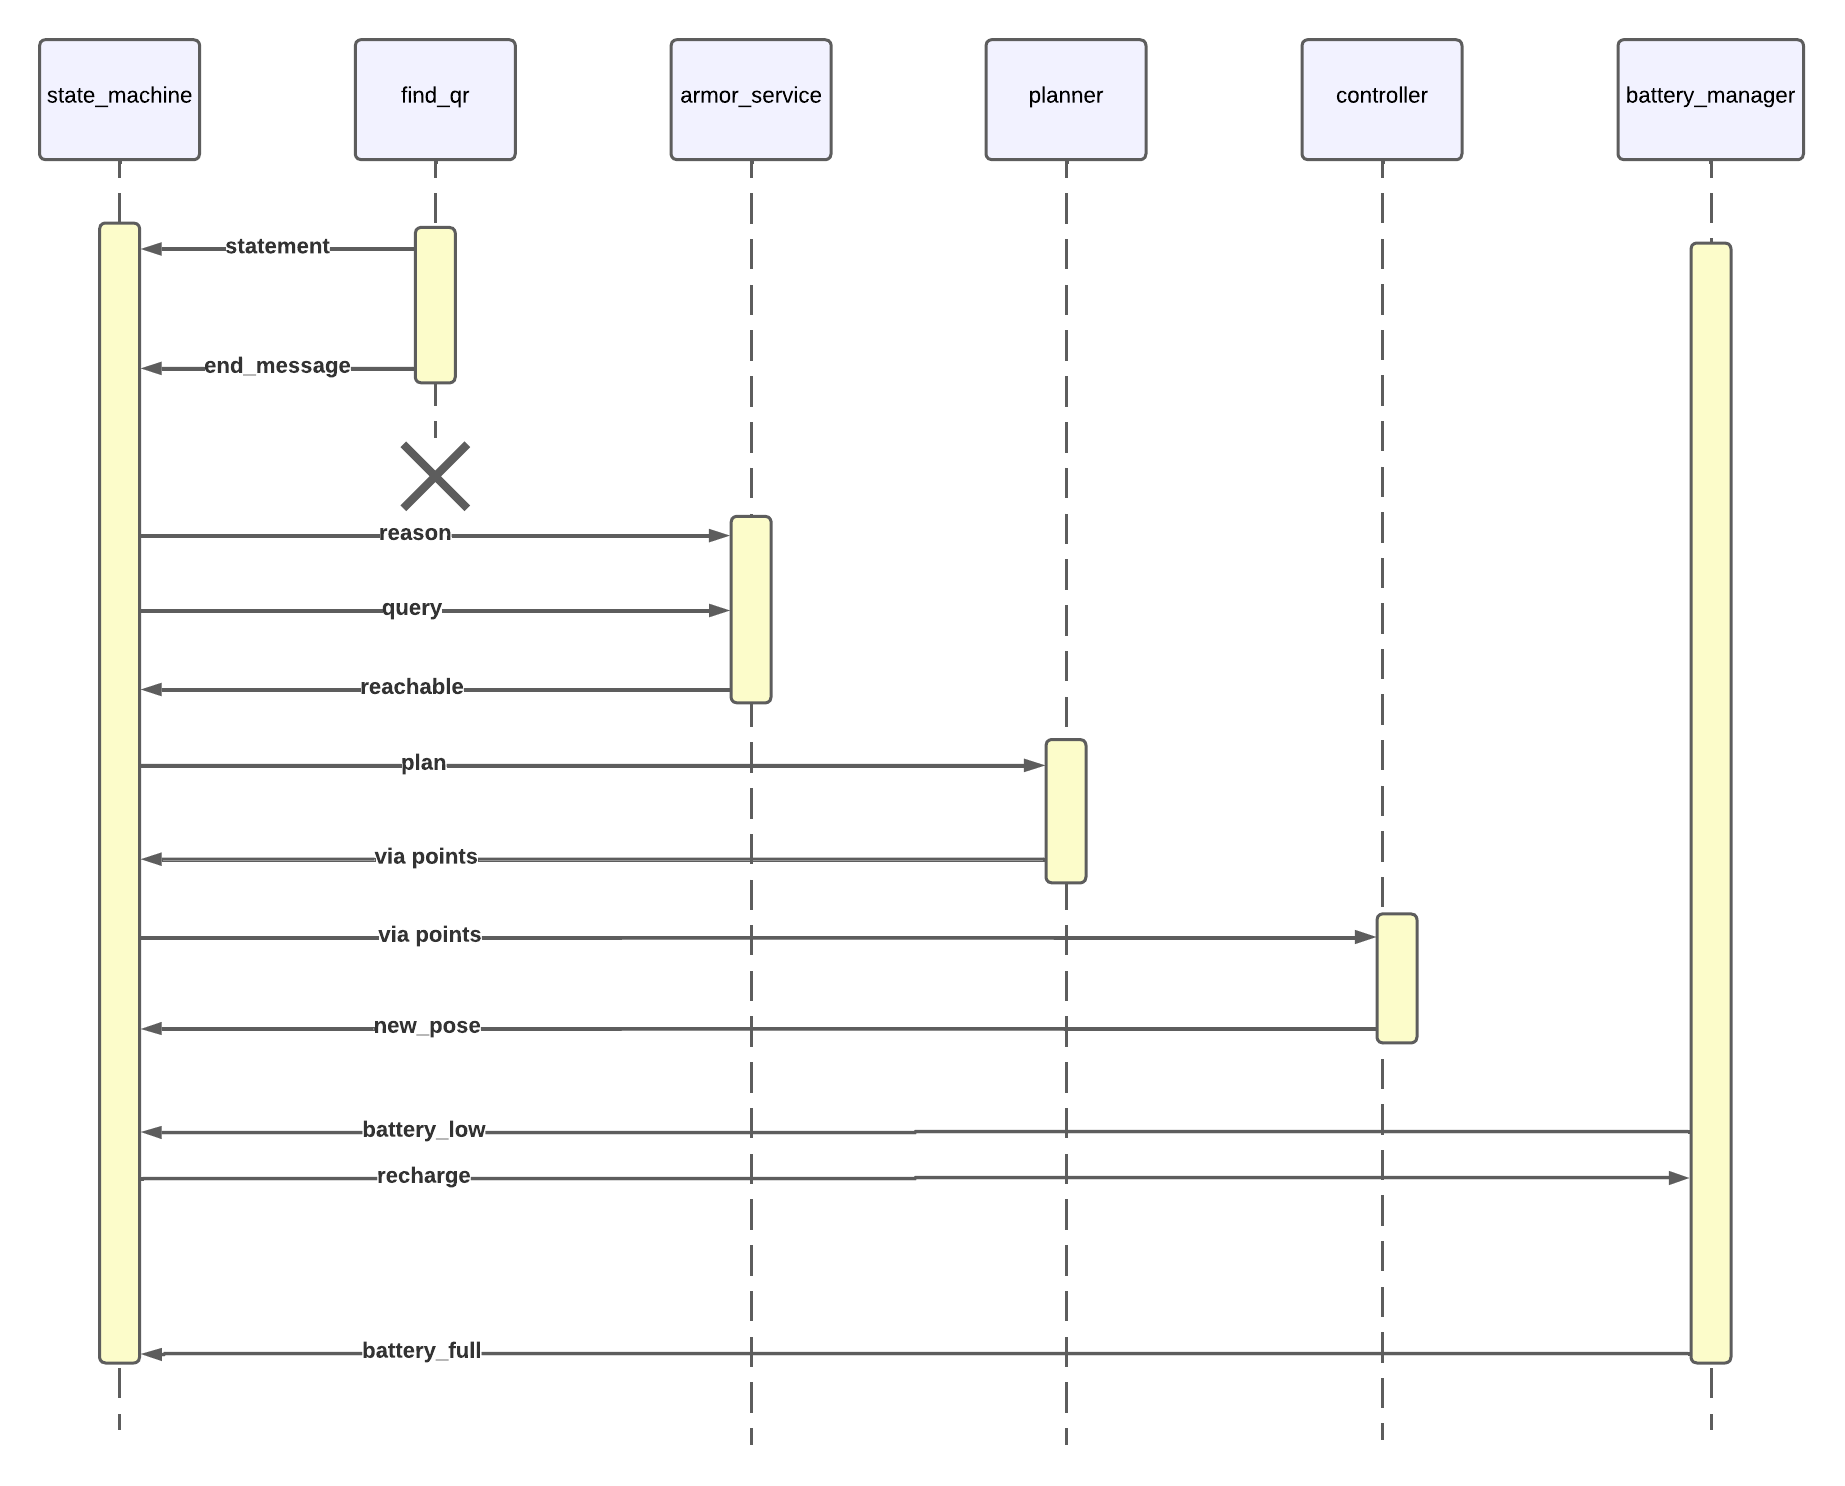 state_machine
find_qr
armor_service
planner
controller
battery_manager
statement
end_message
reason
query
reachable
plan
via points
via points
new_pose
battery_low
recharge
battery_full